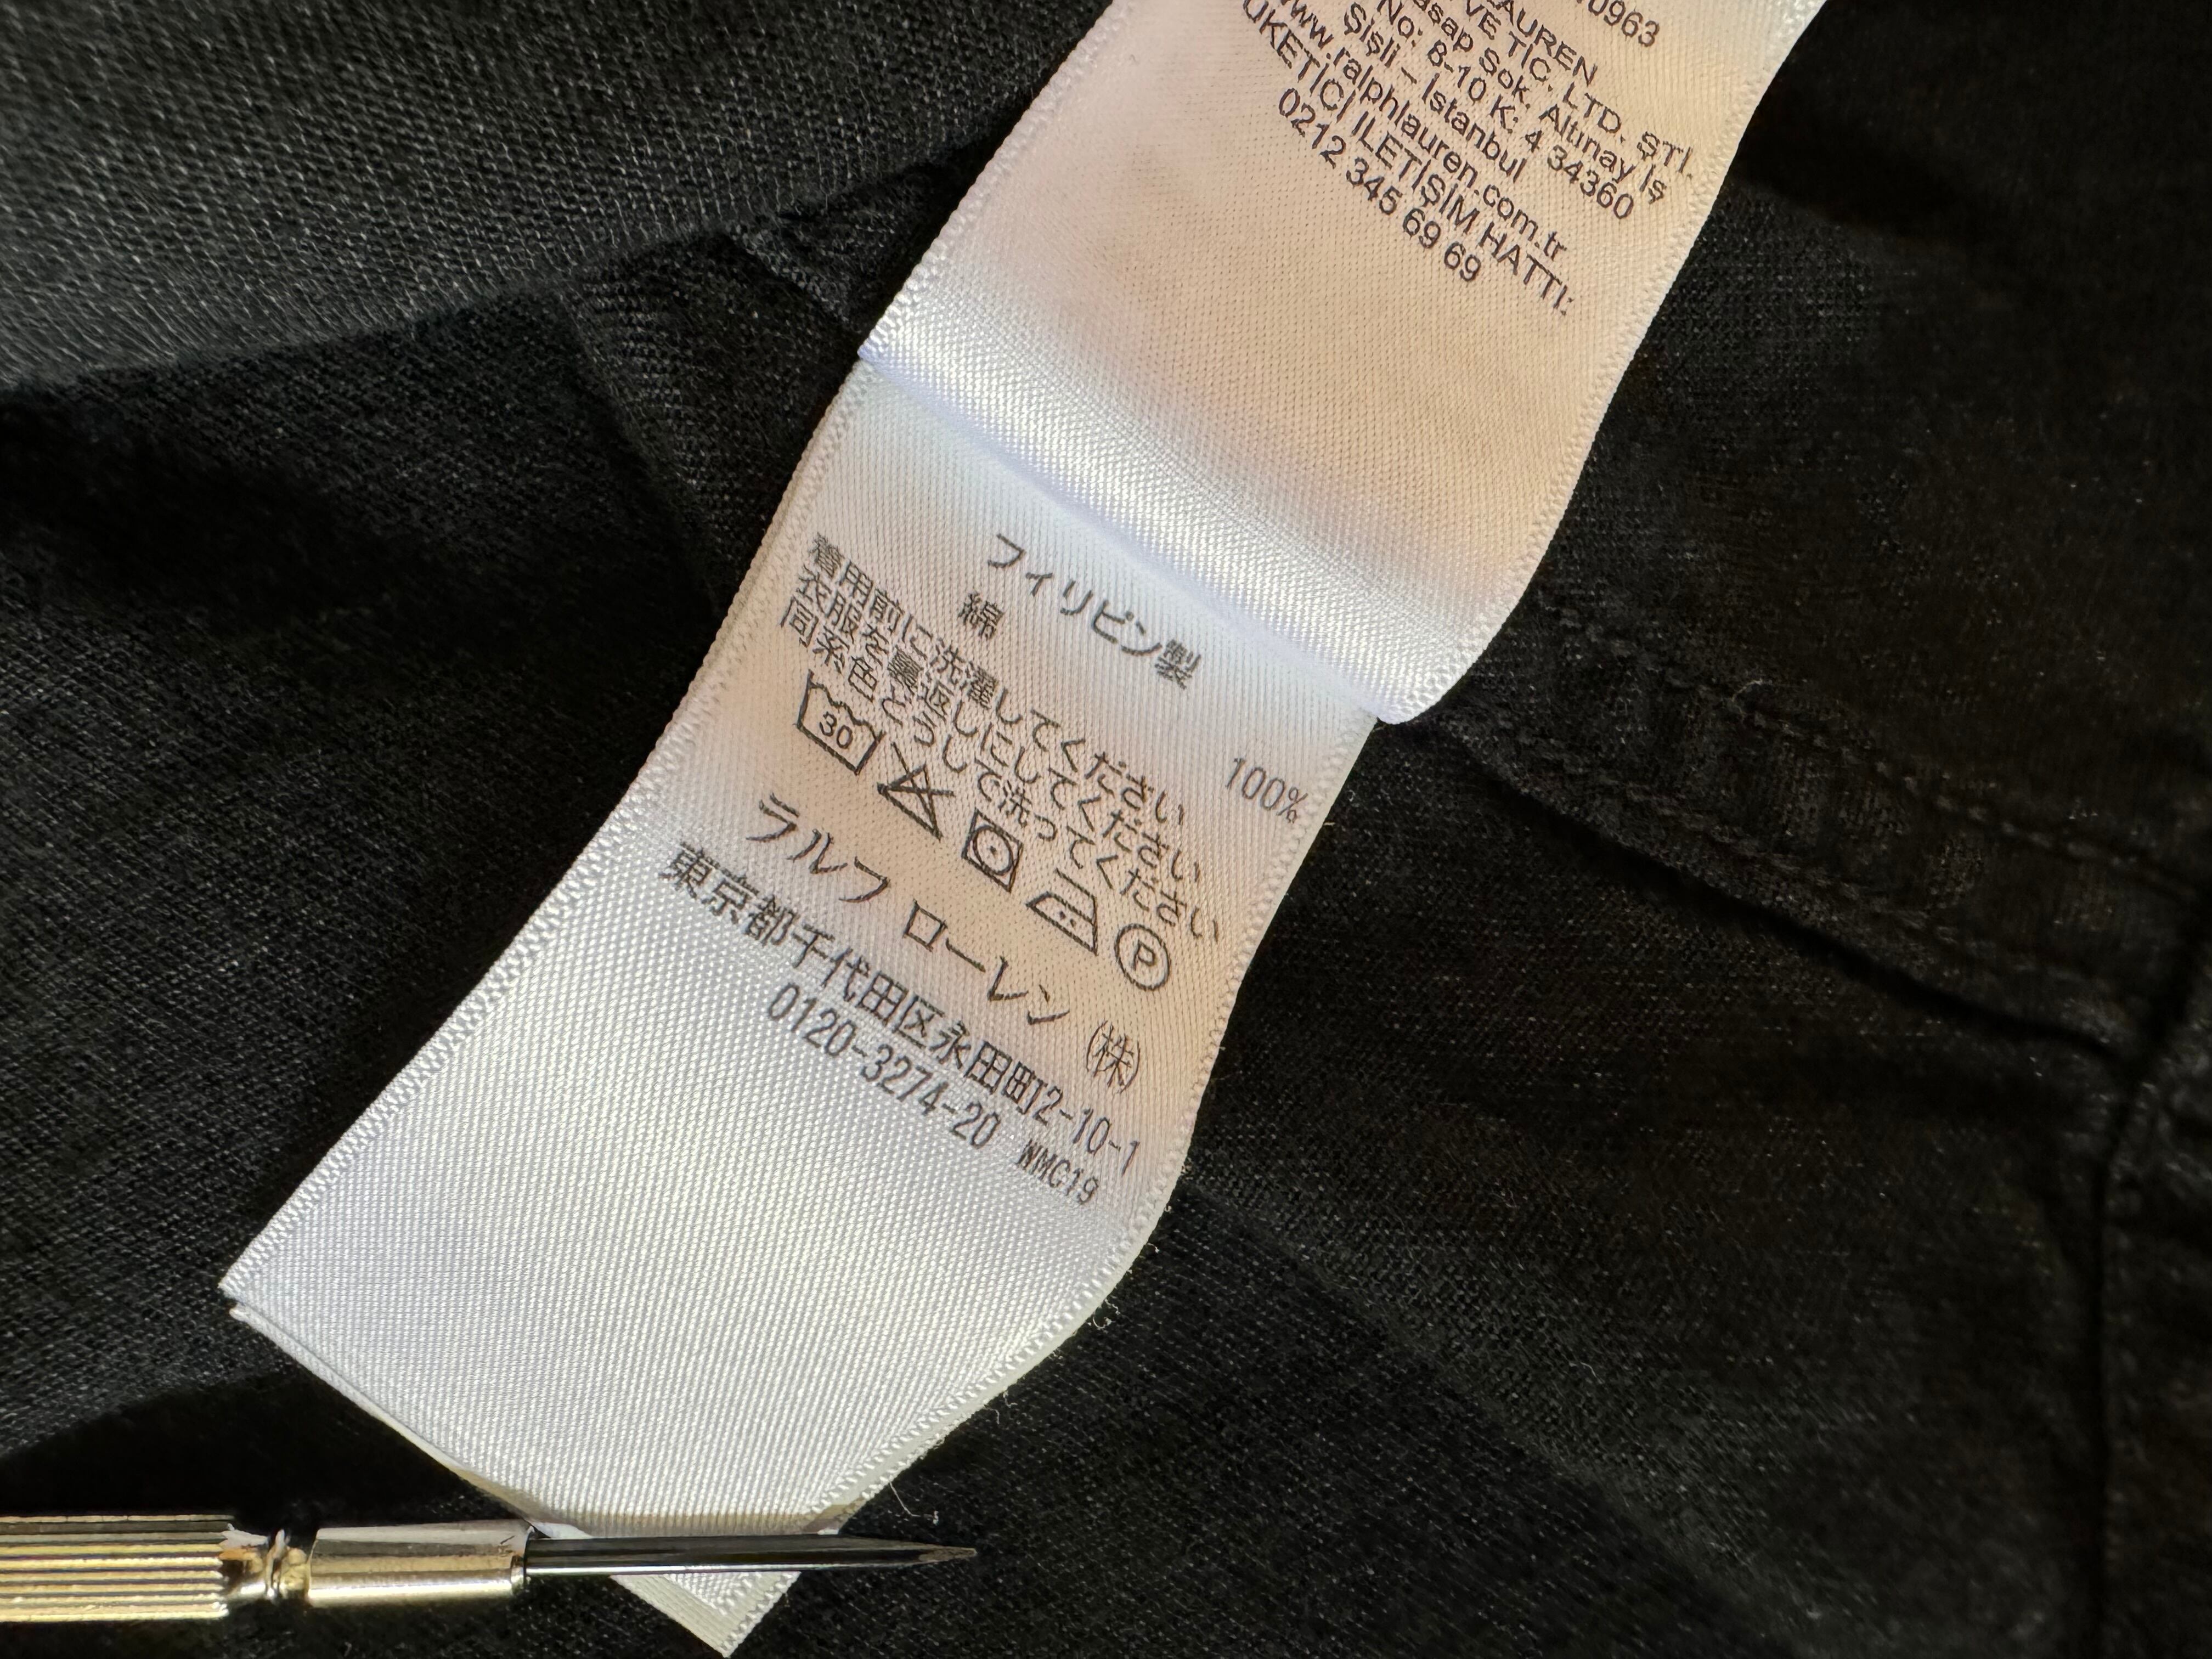 0963
LAUREN
VE TİC. LTD. ŞTİ.
Sok. Altınay İş
No: 8-10 K: 4 34360
Şişli - İstanbul
www.ralphlauren.com.tr
İLETİŞİM HATTI:
0212 345 69 69
フィリピン製
綿 100%
着用前に洗濯してください
衣服を裏返しにしてください
同系色どうしで洗ってください
30
P
ラルフ ローレン (株)
東京都千代田区永田町2-10-1
0120-3274-20 WMC19